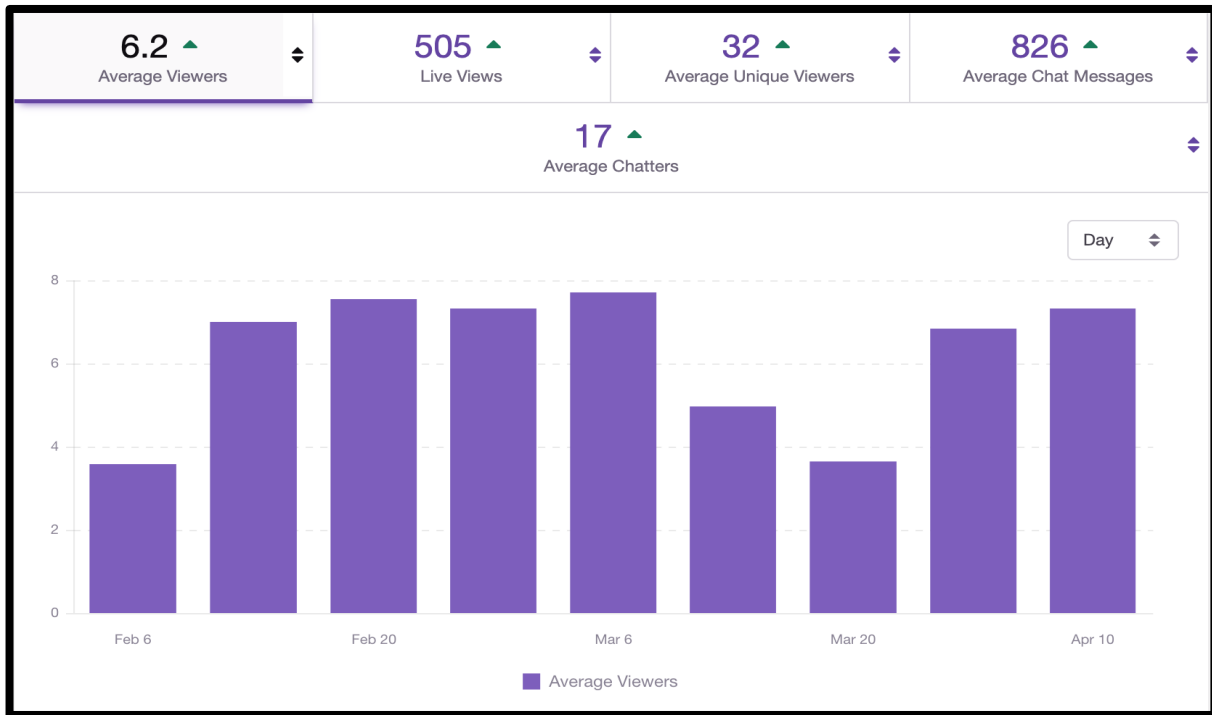 6.2
Average Viewers
505
Live Views
32
Average Unique Viewers
826
Average Chat Messages
17
Average Chatters
Day
8
6
4
2
0
Feb 6 Feb 20 Mar 6 Mar 20 Apr 10
Average Viewers